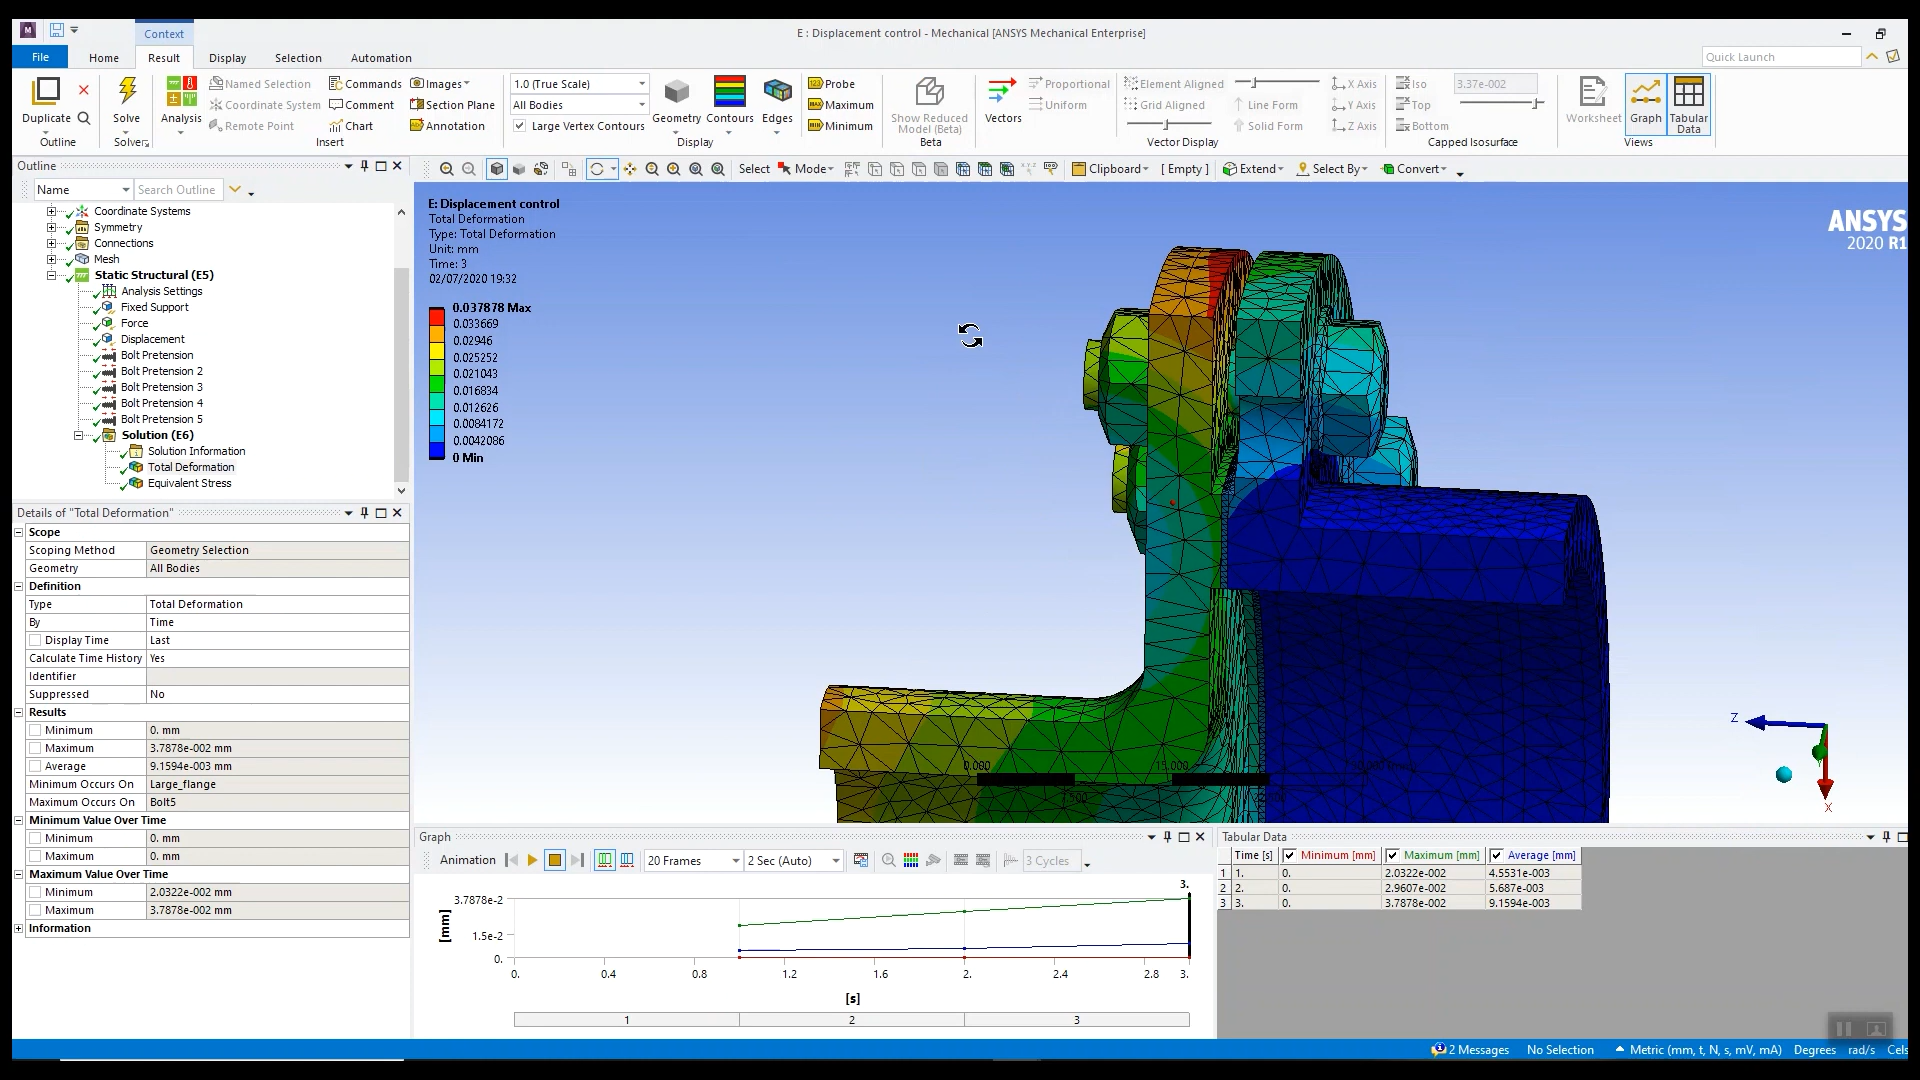 M
Context
E : Displacement control - Mechanical [ANSYS Mechanical Enterprise]
File Home Result Display Selection Automation
Quick Launch
Duplicate
Outline
Solve
Solver
Analysis
Named Selection
Coordinate System
Remote Point
Commands
Comment
Chart
Images
Section Plane
Annotation
Insert
1.0 (True Scale)
All Bodies
Large Vertex Contours
Geometry Contours Edges
Display
Probe
Maximum
Minimum
Show Reduced
Model (Beta)
Beta
Vectors
Proportional
Uniform
Element Aligned
Grid Aligned
Line Form
Solid Form
X Axis
Y Axis
Z Axis
Vector Display
Iso 3.37e-002
Top
Bottom
Capped Isosurface
Worksheet Graph Tabular
Data
Views
Outline
Select Mode Clipboard [ Empty ] Extend Select By Convert
Name Search Outline
Coordinate Systems
Symmetry
Connections
Mesh
Static Structural (E5)
Analysis Settings
Fixed Support
Force
Displacement
Bolt Pretension
Bolt Pretension 2
Bolt Pretension 3
Bolt Pretension 4
Bolt Pretension 5
Solution (E6)
Solution Information
Total Deformation
Equivalent Stress
E: Displacement control
Total Deformation
Type: Total Deformation
Unit: mm
Time: 3
02/07/2020 19:32
0.037878 Max
0.033669
0.02946
0.025252
0.021043
0.016834
0.012626
0.0084172
0.0042086
0 Min
ANSYS
2020 R1
Z
X
0.000 15.000
7.500
Details of "Total Deformation"
Scope
Scoping Method Geometry Selection
Geometry All Bodies
Definition
Type Total Deformation
By Time
Display Time Last
Calculate Time History Yes
Identifier
Suppressed No
Results
Minimum 0. mm
Maximum 3.7878e-002 mm
Average 9.1594e-003 mm
Minimum Occurs On Large_flange
Maximum Occurs On Bolt5
Minimum Value Over Time
Minimum 0. mm
Maximum 0. mm
Maximum Value Over Time
Minimum 2.0322e-002 mm
Maximum 3.7878e-002 mm
Information
Graph
Animation 20 Frames 2 Sec (Auto) 3 Cycles
3.
3.7878e-2
1.5e-2
0.
[mm]
0. 0.4 0.8 1.2 1.6 2. 2.4 2.8 3.
[s]
1 2 3
Tabular Data
Time [s] Minimum [mm] Maximum [mm] Average [mm]
1 1. 0. 2.0322e-002 4.5531e-003
2 2. 0. 2.9607e-002 5.687e-003
3 3. 0. 3.7878e-002 9.1594e-003
2 Messages No Selection Metric (mm, t, N, s, mV, mA) Degrees rad/s Cels